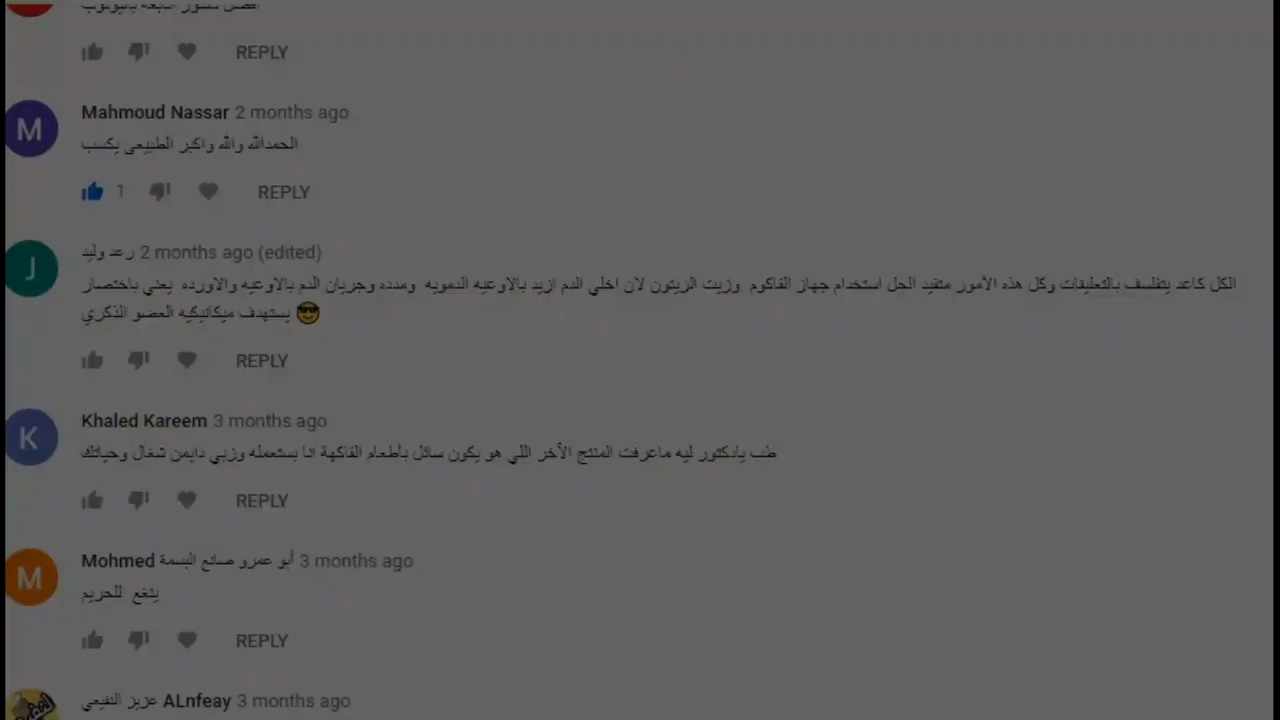 REPLY
Mahmoud Nassar 2 months ago
الحمدالله والله واكبر الطبيعى يكسب
1 REPLY
رعد وليد 2 months ago (edited)
الكل كاعد يتفلسف بالتعليقات وكل هذه الأمور متفيد الحل استخدام جهاز الفاكوم وزيت الزيتون لان اخلي الدم ازيد بالاوعيه الدمويه ومدده وجريان الدم بالاوعيه والاورده يعني باختصار
يستهدف ميكانيكيه العضو الذكري 😎
REPLY
Khaled Kareem 3 months ago
طب يادكتور ليه ماعرفت المنتج الآخر اللي هو يكون سائل بأطعام الفاكهة انا بستعمله وزبي دايمن شغال وحياتك
REPLY
Mohmed أبو عمرو صانع البسمة 3 months ago
ينفع للحريم
REPLY
عزيز النفيعي ALnfeay 3 months ago